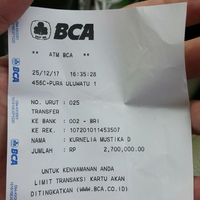 BCA
ATM BCA
25/12/17 16:35:28
456C-PURA ULUWATU 1
NO. URUT : 025
TRANSFER
KE BANK : 002 - BRI
KE REK. : 107201011453507
NAMA : KURNELIA MUSTIKA D
JUMLAH : RP 2,700,000.00
UNTUK KENYAMANAN ANDA
LIMIT TRANSAKSI KARTU AKAN
DITINGKATKAN (WWW.BCA.CO.ID)